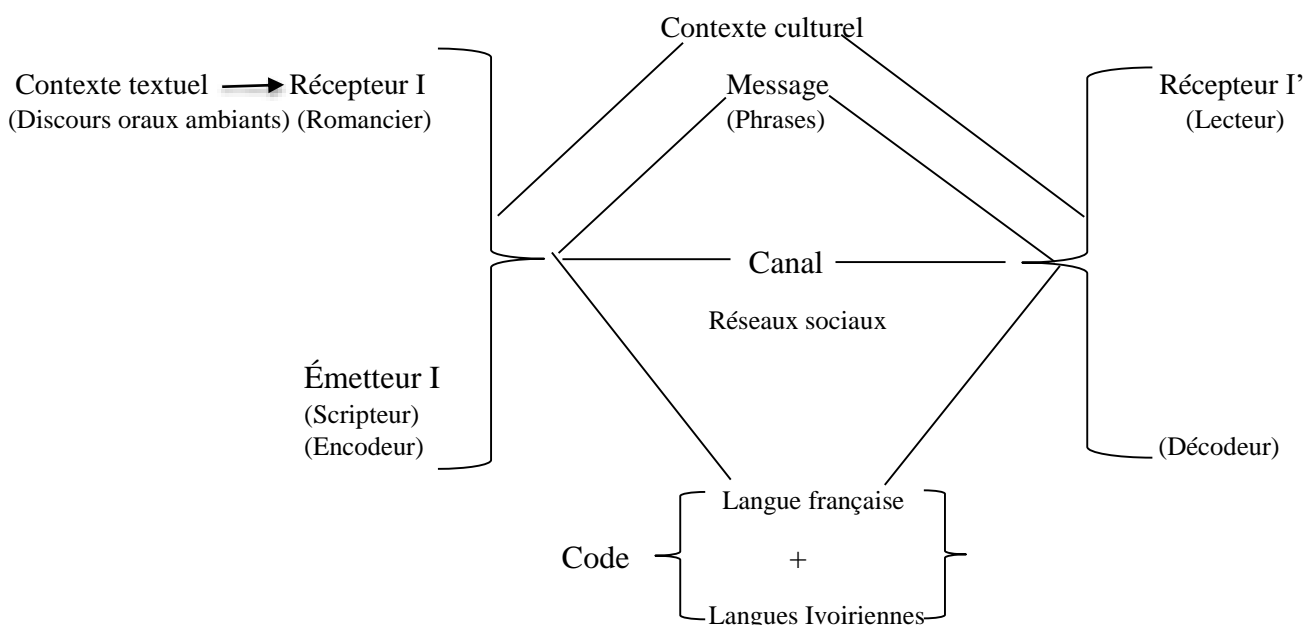 Contexte culturel
Contexte textuel Récepteur I Message Récepteur I’
(Discours oraux ambiants) (Romancier) (Phrases) (Lecteur)
Canal
Réseaux sociaux
Émetteur I
(Scripteur)
(Encodeur) (Décodeur)
Langue française
Code +
Langues Ivoiriennes